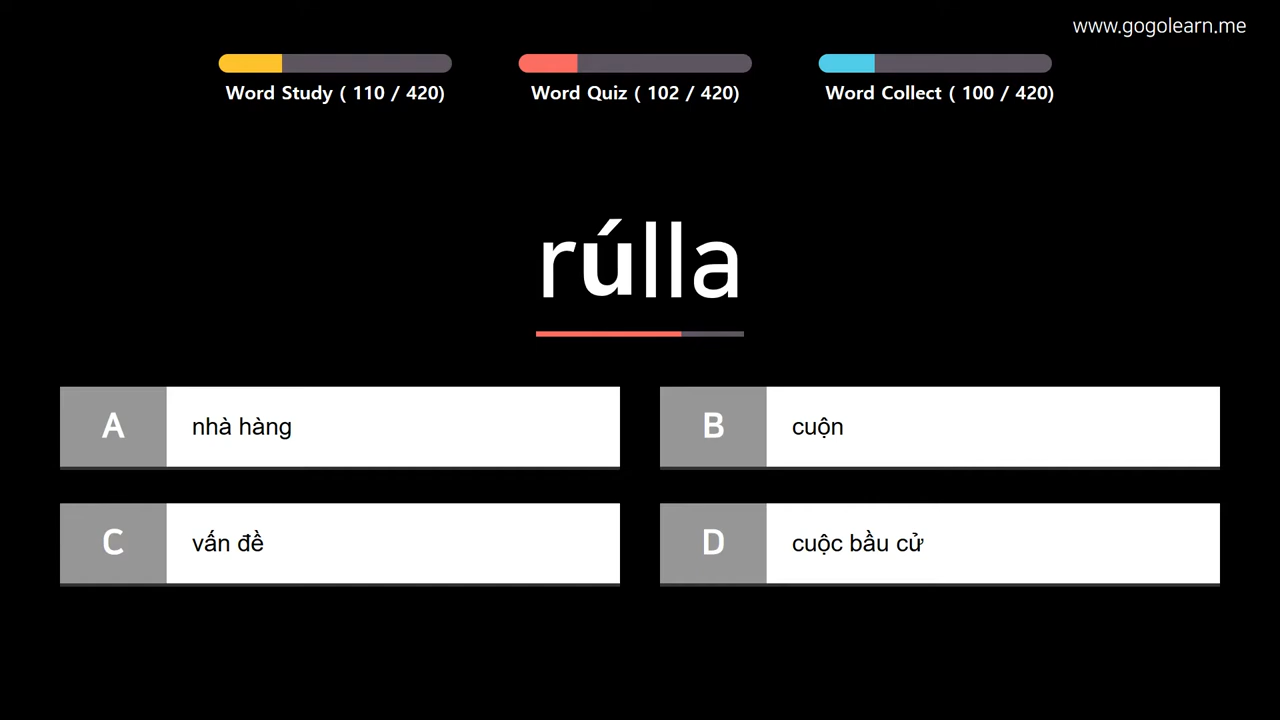 www.gogolearn.me
Word Study ( 110 / 420)
Word Quiz ( 102 / 420)
Word Collect ( 100 / 420)
rúlla
A nhà hàng
B cuộn
C vấn đề
D cuộc bầu cử